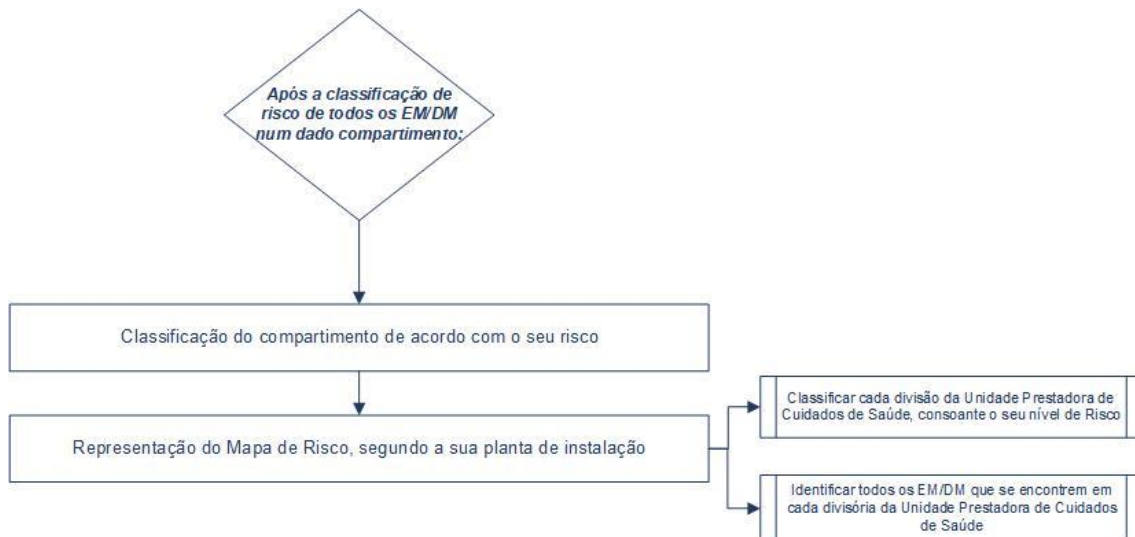 Após a classificação de
risco de todos os EM/DM
num dado compartimento:
Classificação do compartimento de acordo com o seu risco
Representação do Mapa de Risco, segundo a sua planta de instalação
Classificar cada divisão da Unidade Prestadora de
Cuidados de Saúde, consoante o seu nível de Risco
Identificar todos os EM/DM que se encontrem em
cada divisória da Unidade Prestadora de Cuidados
de Saúde